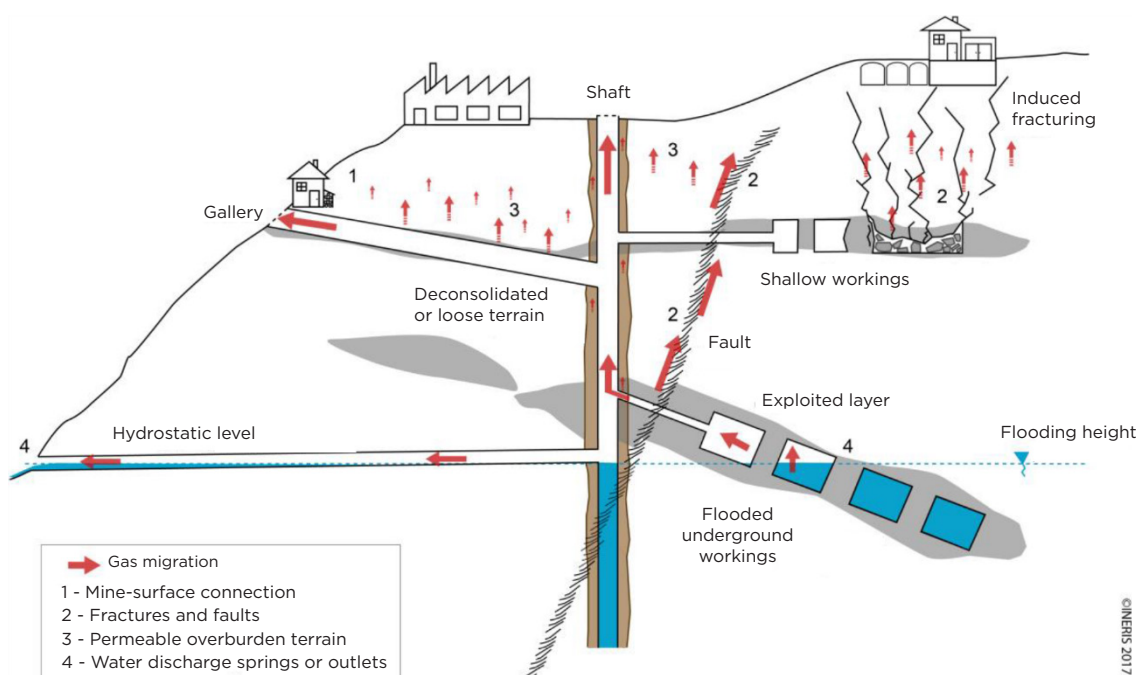 Shaft
Induced
fracturing
1
3
2
2
Gallery
3
Shallow workings
Deconsolidated
or loose terrain
2
Fault
Exploited layer
4
Hydrostatic level
4
Flooding height
Flooded
underground
workings
Gas migration
1 - Mine-surface connection
2 - Fractures and faults
3 - Permeable overburden terrain
4 - Water discharge springs or outlets
©INERIS 2017